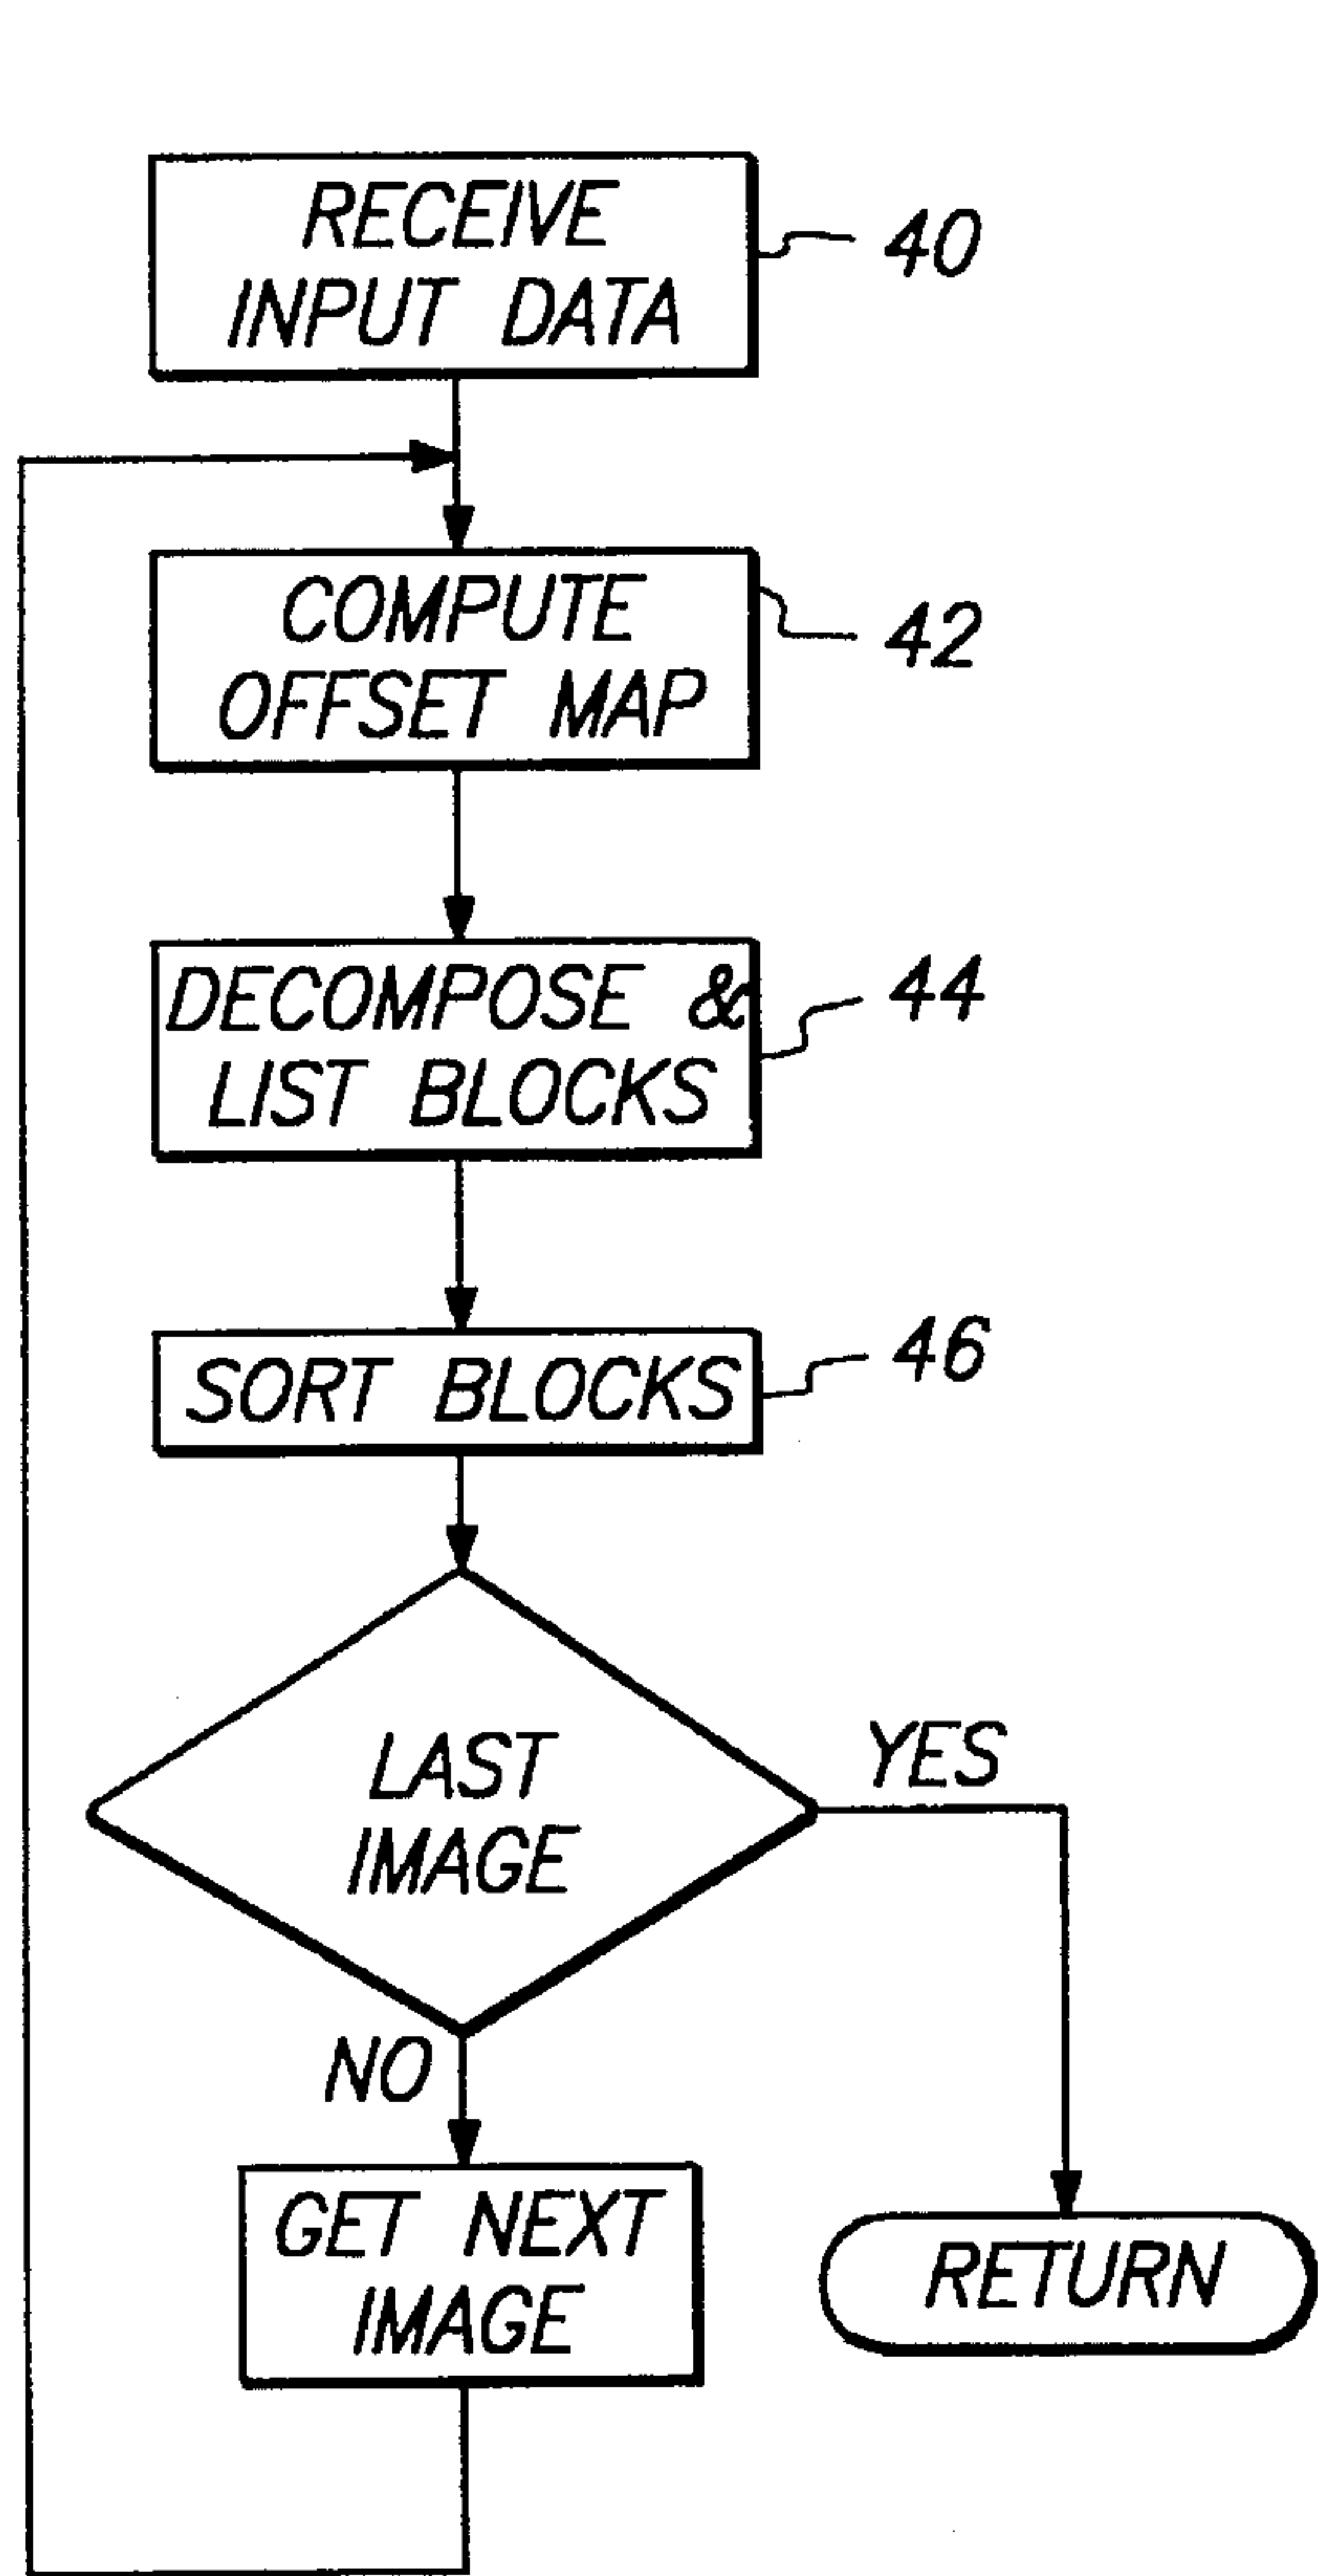 RECEIVE
INPUT DATA
40
COMPUTE
OFFSET MAP
42
DECOMPOSE &
LIST BLOCKS
44
SORT BLOCKS
46
LAST
IMAGE
YES
NO
GET NEXT
IMAGE
RETURN